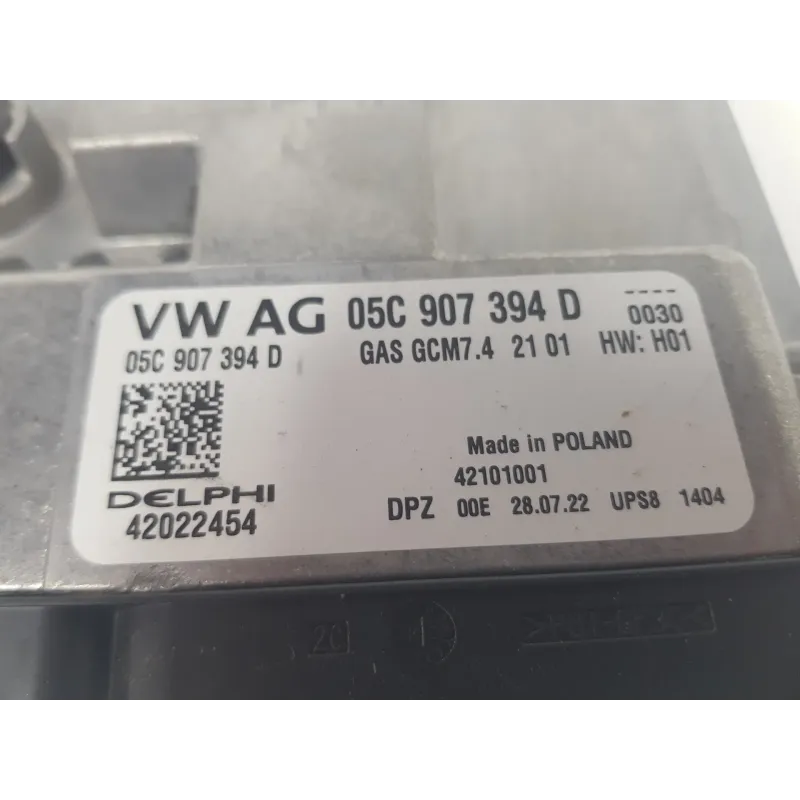 VW AG 05C 907 394 D ----
0030
05C 907 394 D GAS GCM7.4 21 01 HW: H01
Made in POLAND
42101001
DELPHI
42022454
DPZ 00E 28.07.22 UPS8 1404